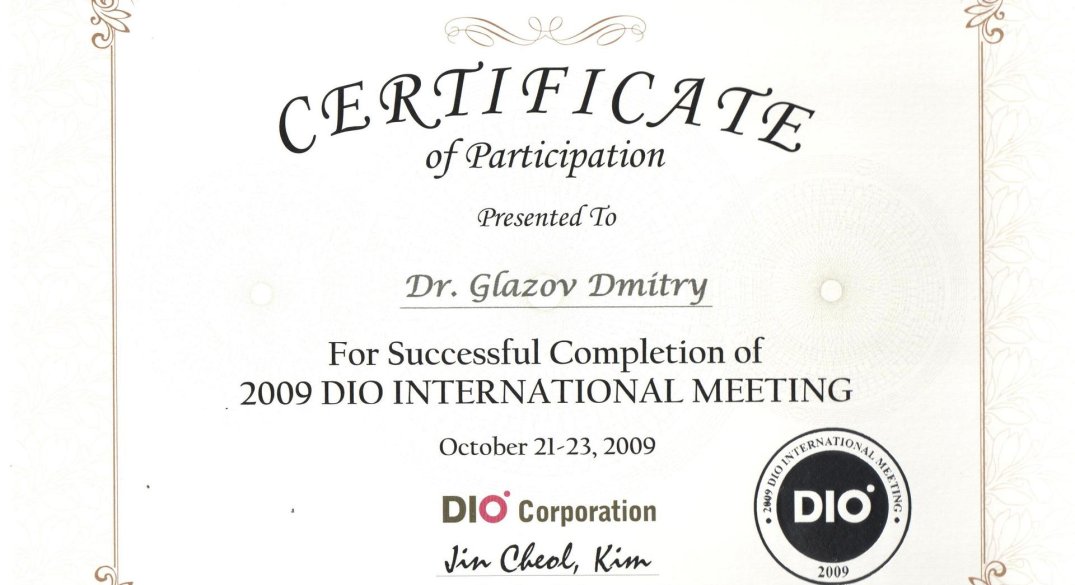 CERTIFICATE
of Participation
Presented To
Dr. Glazov Dmitry
For Successful Completion of
2009 DIO INTERNATIONAL MEETING
October 21-23, 2009
DIO Corporation
Jin Cheol, Kim
• 2009 DIO INTERNATIONAL MEETING •
DIO
2009